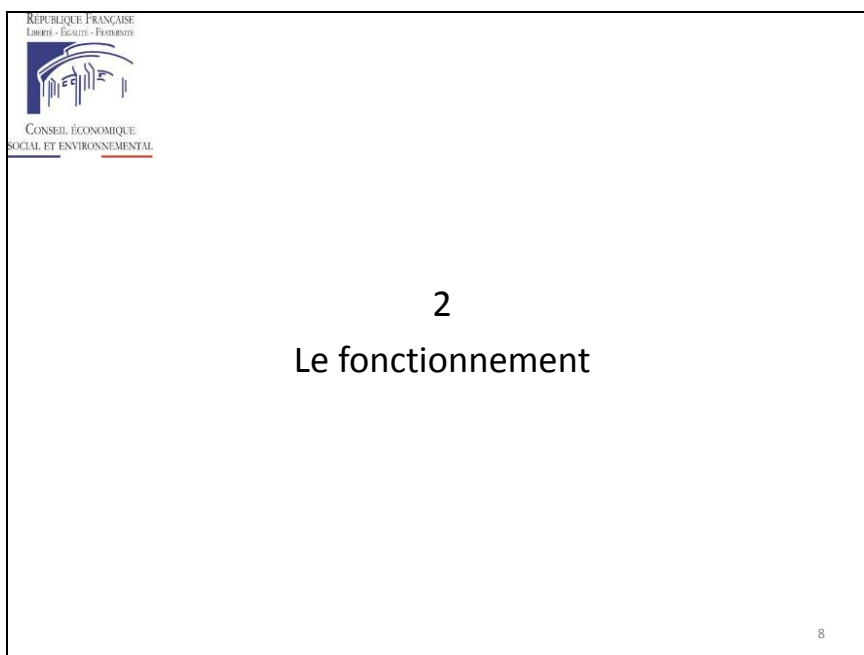 RÉPUBLIQUE FRANÇAISE
LIBERTÉ - ÉGALITÉ - FRATERNITÉ
CONSEIL ÉCONOMIQUE
SOCIAL ET ENVIRONNEMENTAL
2
Le fonctionnement
8